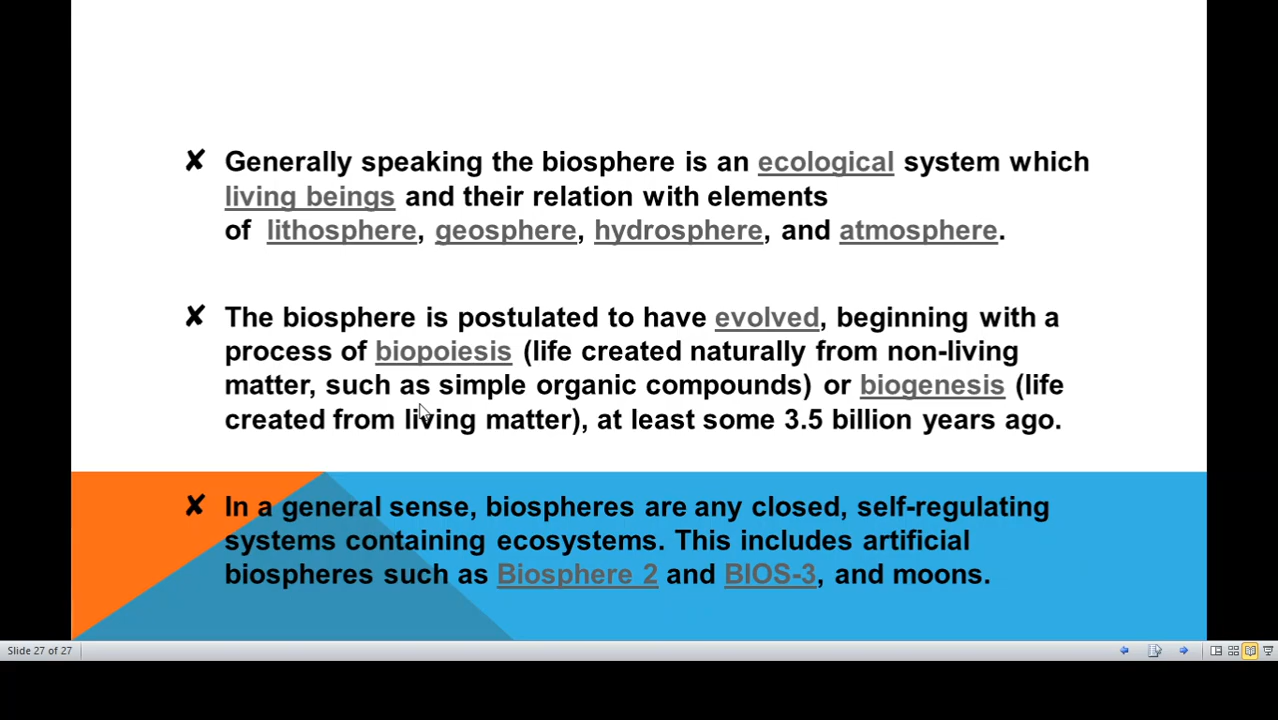 ✘ Generally speaking the biosphere is an ecological system which
living beings and their relation with elements
of lithosphere, geosphere, hydrosphere, and atmosphere.
✘ The biosphere is postulated to have evolved, beginning with a
process of biopoiesis (life created naturally from non-living
matter, such as simple organic compounds) or biogenesis (life
created from living matter), at least some 3.5 billion years ago.
✘ In a general sense, biospheres are any closed, self-regulating
systems containing ecosystems. This includes artificial
biospheres such as Biosphere 2 and BIOS-3, and moons.
Slide 27 of 27